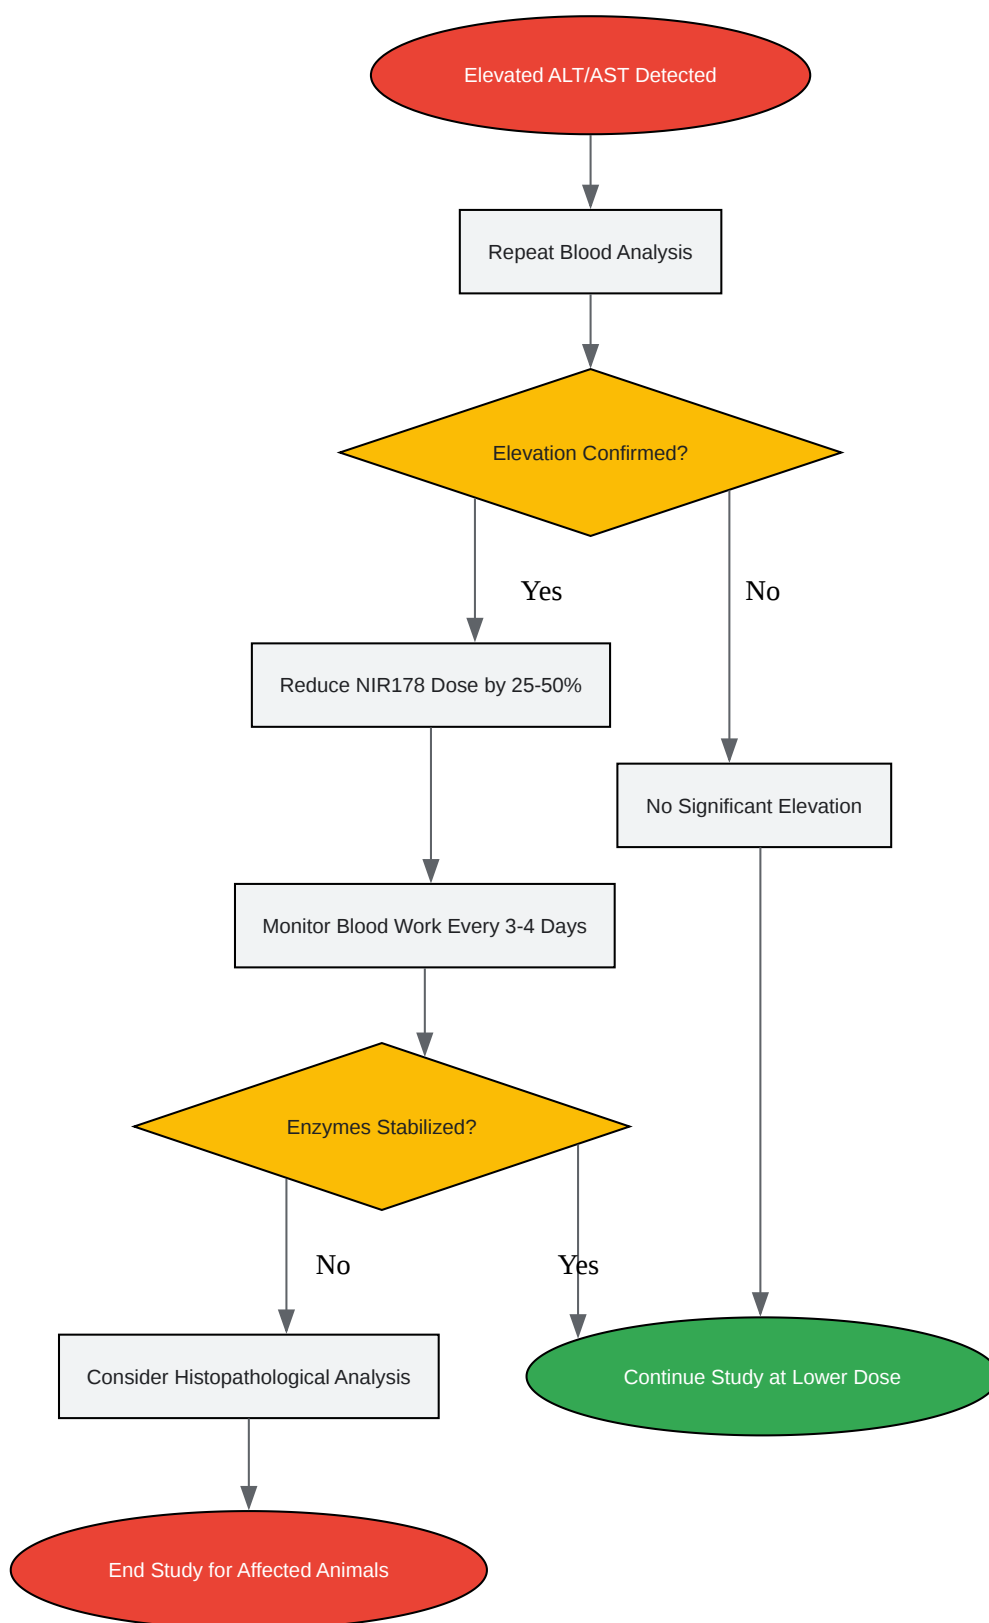 Elevated ALT/AST Detected
Repeat Blood Analysis
Elevation Confirmed?
Yes
No
Reduce NIR178 Dose by 25-50%
No Significant Elevation
Monitor Blood Work Every 3-4 Days
Enzymes Stabilized?
No
Yes
Consider Histopathological Analysis
Continue Study at Lower Dose
End Study for Affected Animals